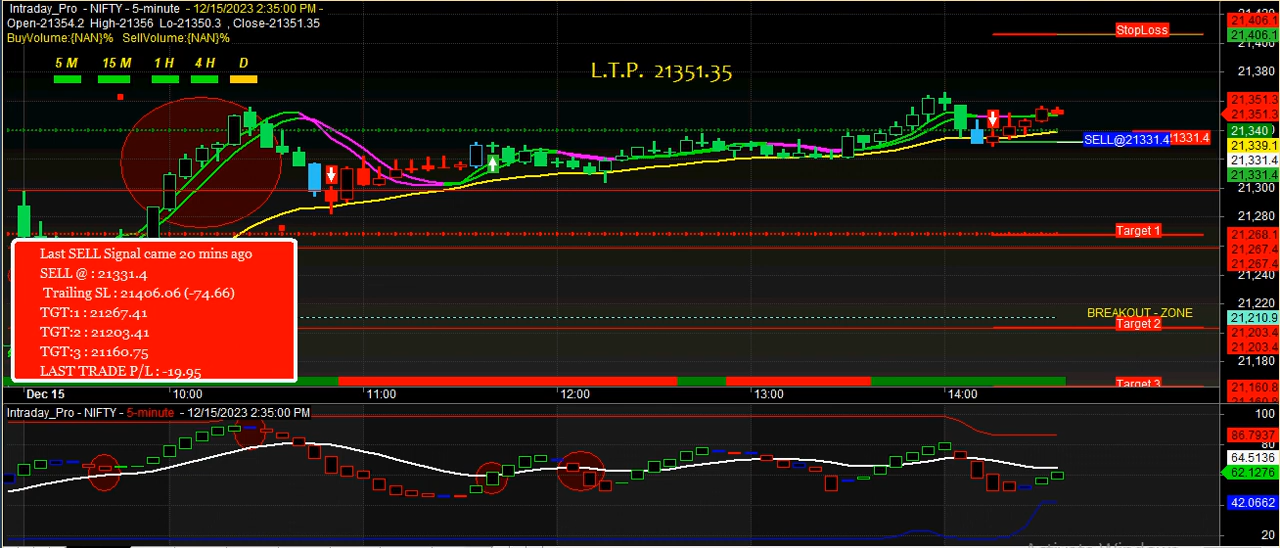 Intraday_Pro - NIFTY - 5-minute - 12/15/2023 2:35:00 PM -
Open-21354.2 High-21356 Lo-21350.3 , Close-21351.35
BuyVolume:{NAN}% SellVolume:{NAN}%
5 M 15 M 1 H 4 H D
L.T.P. 21351.35
StopLoss
SELL@21331.4
21331.4
Target 1
BREAKOUT - ZONE
Target 2
Target 3
21,406.1
21,406.1
21,400
21,380
21,351.3
21,351.3
21,340
21,339.1
21,331.4
21,331.4
21,300
21,280
21,268.1
21,267.4
21,267.4
21,240
21,220
21,210.9
21,203.4
21,203.4
21,180
21,160.8
Last SELL Signal came 20 mins ago
SELL @ : 21331.4
Trailing SL : 21406.06 (-74.66)
TGT:1 : 21267.41
TGT:2 : 21203.41
TGT:3 : 21160.75
LAST TRADE P/L : -19.95
Dec 15 10:00 11:00 12:00 13:00 14:00
Intraday_Pro - NIFTY - 5-minute - 12/15/2023 2:35:00 PM
100
86.7937
80
64.5136
62.1276
42.0662
20